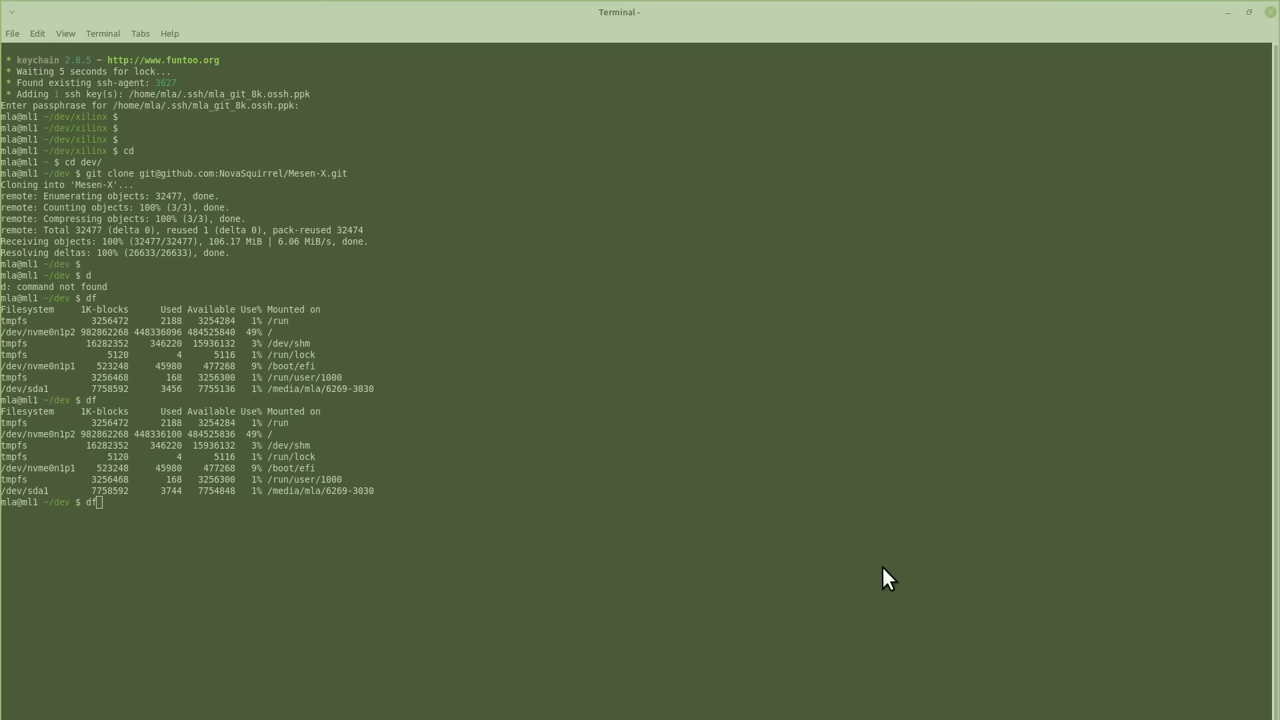 Terminal -
File Edit View Terminal Tabs Help
* keychain 2.8.5 ~ http://www.funtoo.org
* Waiting 5 seconds for lock...
* Found existing ssh-agent: 3627
* Adding 1 ssh key(s): /home/mla/.ssh/mla_git_8k.ossh.ppk
Enter passphrase for /home/mla/.ssh/mla_git_8k.ossh.ppk:
mla@ml1 ~/dev/xilinx $
mla@ml1 ~/dev/xilinx $
mla@ml1 ~/dev/xilinx $
mla@ml1 ~/dev/xilinx $ cd
mla@ml1 ~ $ cd dev/
mla@ml1 ~/dev $ git clone git@github.com:NovaSquirrel/Mesen-X.git
Cloning into 'Mesen-X'...
remote: Enumerating objects: 32477, done.
remote: Counting objects: 100% (3/3), done.
remote: Compressing objects: 100% (3/3), done.
remote: Total 32477 (delta 0), reused 1 (delta 0), pack-reused 32474
Receiving objects: 100% (32477/32477), 106.17 MiB | 6.06 MiB/s, done.
Resolving deltas: 100% (26633/26633), done.
mla@ml1 ~/dev $
mla@ml1 ~/dev $ d
d: command not found
mla@ml1 ~/dev $ df
Filesystem     1K-blocks      Used Available Use% Mounted on
tmpfs            3256472      2188   3254284   1% /run
/dev/nvme0n1p2 982862268 448336096 484525840  49% /
tmpfs           16282352    346220  15936132   3% /dev/shm
tmpfs               5120         4      5116   1% /run/lock
/dev/nvme0n1p1    523248     45980    477268   9% /boot/efi
tmpfs            3256468       168   3256300   1% /run/user/1000
/dev/sda1        7758592      3456   7755136   1% /media/mla/6269-3030
mla@ml1 ~/dev $ df
Filesystem     1K-blocks      Used Available Use% Mounted on
tmpfs            3256472      2188   3254284   1% /run
/dev/nvme0n1p2 982862268 448336100 484525836  49% /
tmpfs           16282352    346220  15936132   3% /dev/shm
tmpfs               5120         4      5116   1% /run/lock
/dev/nvme0n1p1    523248     45980    477268   9% /boot/efi
tmpfs            3256468       168   3256300   1% /run/user/1000
/dev/sda1        7758592      3744   7754848   1% /media/mla/6269-3030
mla@ml1 ~/dev $ df